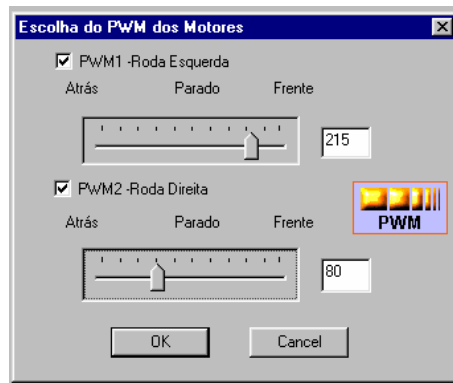 Escolha do PWM dos Motores
PWM1 -Roda Esquerda
Atrás Parado Frente
215
PWM2 -Roda Direita
Atrás Parado Frente
PWM
80
OK Cancel